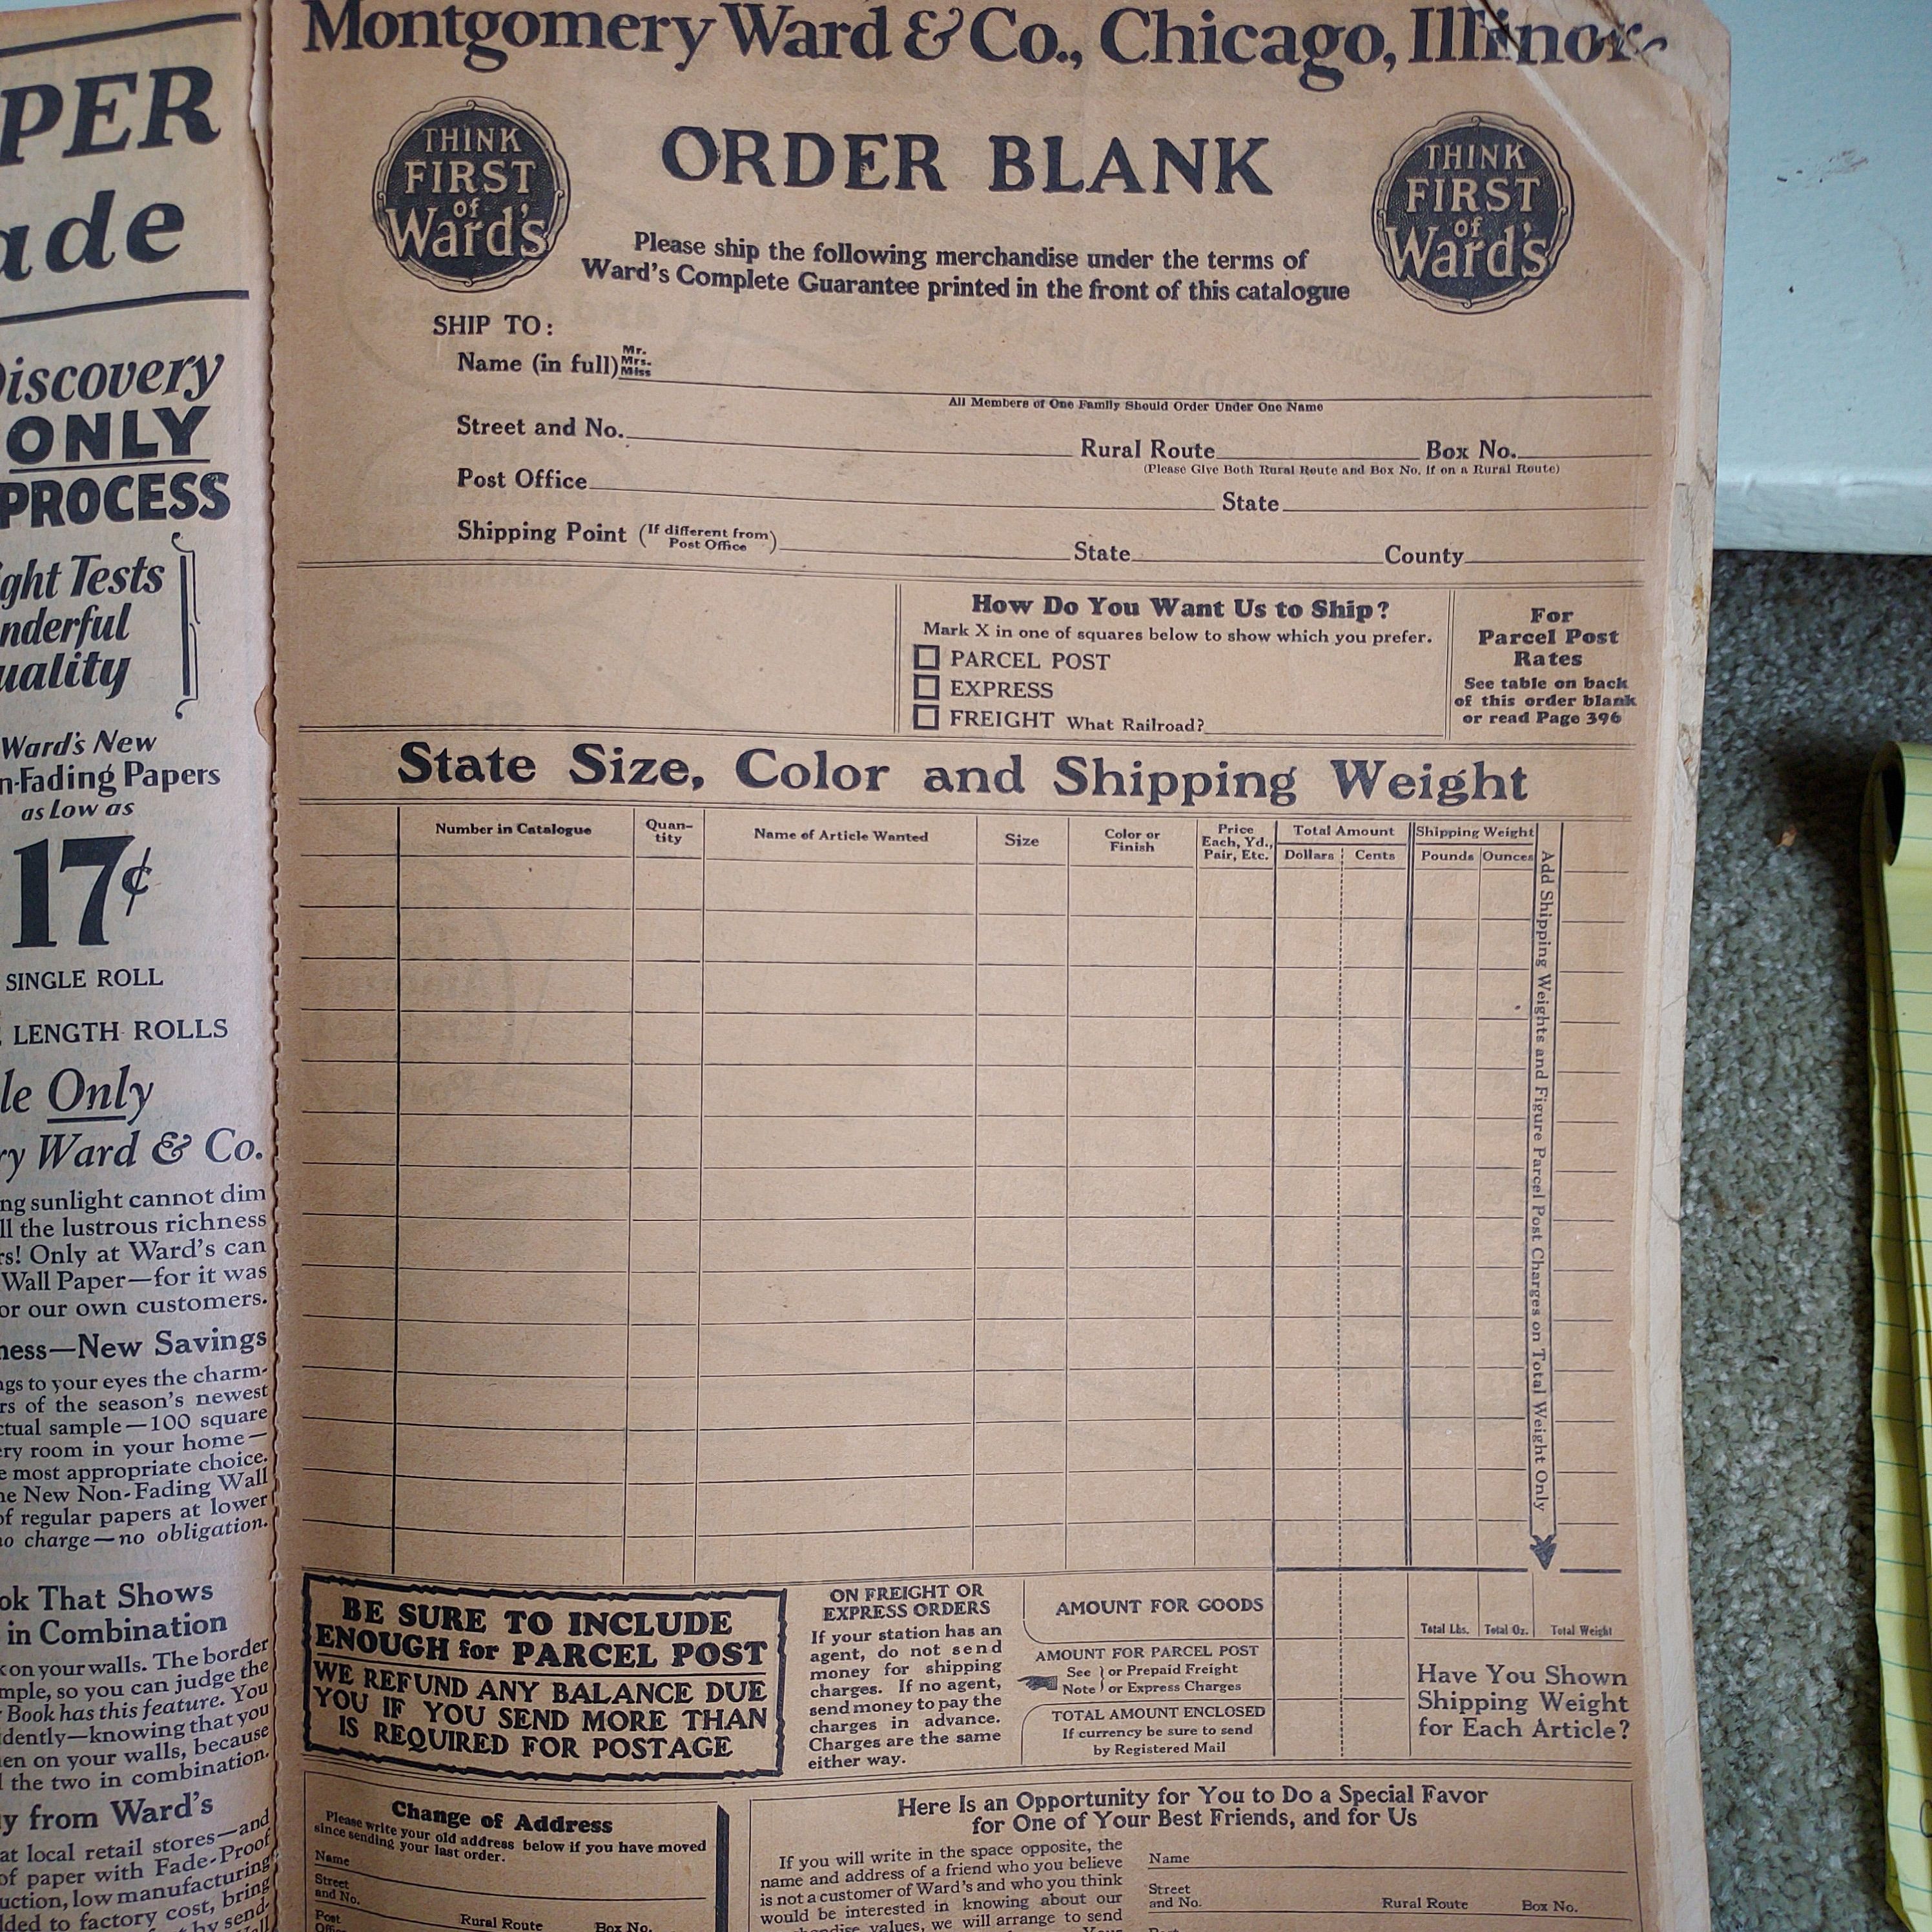 PER
ade
Discovery
ONLY
PROCESS
ght Tests
nderful
uality
Ward's New
n-Fading Papers
as Low as
17¢
SINGLE ROLL
LENGTH ROLLS
le Only
ry Ward & Co.
ng sunlight cannot dim
ll the lustrous richness
rs! Only at Ward's can
Wall Paper—for it was
or our own customers.
ness—New Savings
ngs to your eyes the charm-
rs of the season's newest
ctual sample—100 square
ery room in your home—
e most appropriate choice.
he New Non-Fading Wall
of regular papers at lower
no charge—no obligation.
ok That Shows
in Combination
k on your walls. The border
mple, so you can judge the
Book has this feature. You
dently—knowing that you
en on your walls, because
the two in combination.
y from Ward's
at local retail stores—and
of paper with Fade-Proof
uction, low manufacturing
ded to factory cost, bring
by send-
Montgomery Ward & Co., Chicago, Illinois
THINK
FIRST
of
Ward's
ORDER BLANK
THINK
FIRST
of
Ward's
Please ship the following merchandise under the terms of
Ward's Complete Guarantee printed in the front of this catalogue
SHIP TO:
Name (in full) Mr. Mrs. Miss
All Members of One Family Should Order Under One Name
Street and No. Rural Route Box No.
(Please Give Both Rural Route and Box No. If on a Rural Route)
Post Office State
Shipping Point (If different from Post Office) State County
How Do You Want Us to Ship?
Mark X in one of squares below to show which you prefer.
PARCEL POST
EXPRESS
FREIGHT What Railroad?
For
Parcel Post
Rates
See table on back
of this order blank
or read Page 396
State Size, Color and Shipping Weight
Number in Catalogue
Quan-
tity
Name of Article Wanted
Size
Color or
Finish
Price
Each, Yd.,
Pair, Etc.
Total Amount
Dollars Cents
Shipping Weight
Pounds Ounces
Add Shipping Weights and Figure Parcel Post Charges on Total Weight Only
BE SURE TO INCLUDE
ENOUGH for PARCEL POST
WE REFUND ANY BALANCE DUE
YOU IF YOU SEND MORE THAN
IS REQUIRED FOR POSTAGE
ON FREIGHT OR
EXPRESS ORDERS
If your station has an
agent, do not send
money for shipping
charges. If no agent,
send money to pay the
charges in advance.
Charges are the same
either way.
AMOUNT FOR GOODS
AMOUNT FOR PARCEL POST
See } or Prepaid Freight
Note } or Express Charges
TOTAL AMOUNT ENCLOSED
If currency be sure to send
by Registered Mail
Total Lbs. Total Oz. Total Weight
Have You Shown
Shipping Weight
for Each Article?
Change of Address
Please write your old address below if you have moved
since sending your last order.
Name
Street
and No.
Post
Office
Rural Route Box No.
Here Is an Opportunity for You to Do a Special Favor
for One of Your Best Friends, and for Us
If you will write in the space opposite, the
name and address of a friend who you believe
is not a customer of Ward's and who you think
would be interested in knowing about our
values, we will arrange to send
Name
Street
and No.
Rural Route Box No.